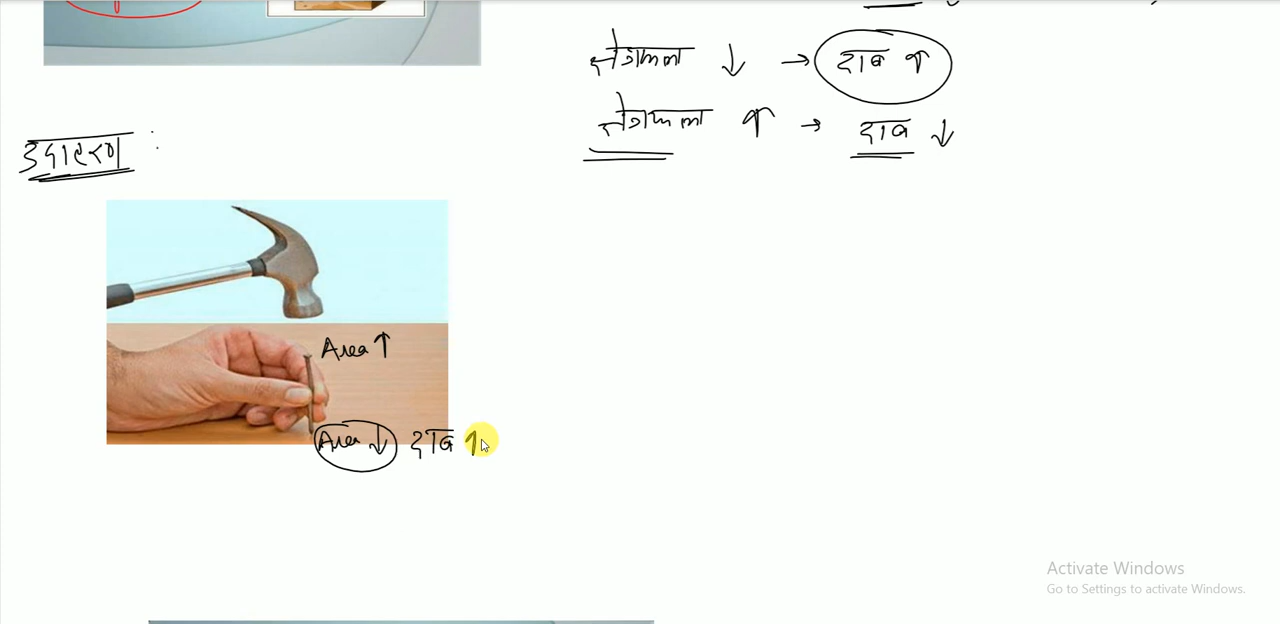 क्षेत्रफल ↓ → दाब ↑
क्षेत्रफल ↑ → दाब ↓
उदाहरण :
Area ↑
Area ↓ दाब ↑
Activate Windows
Go to Settings to activate Windows.